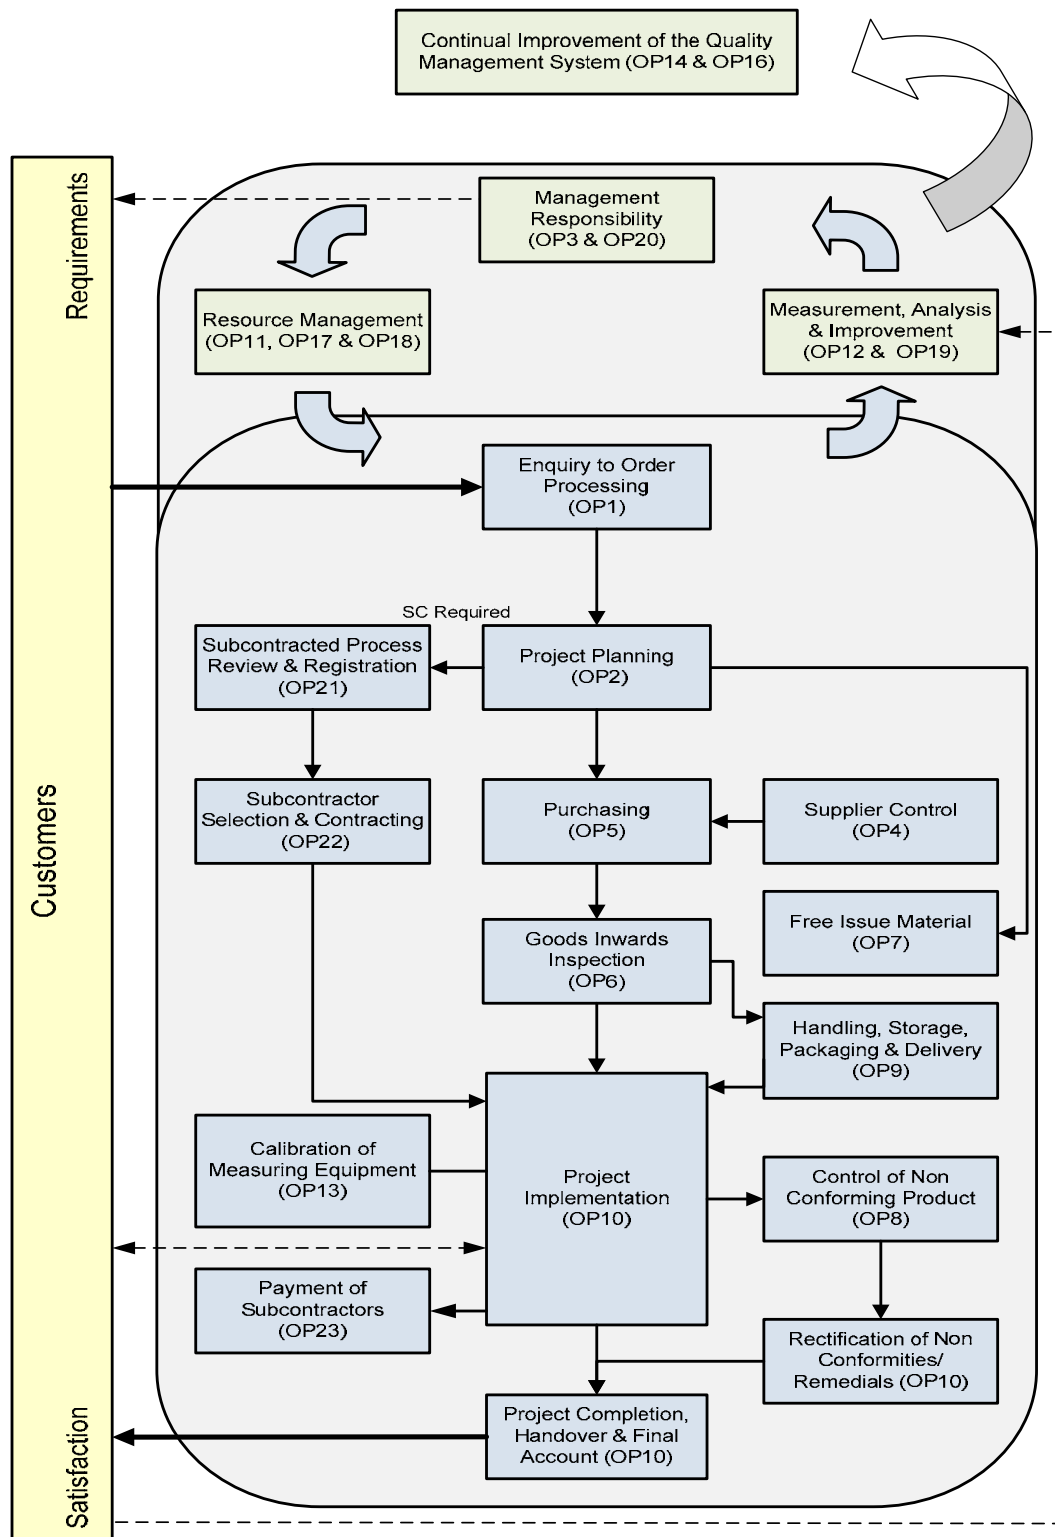 Continual Improvement of the Quality
Management System (OP14 & OP16)
Requirements
Customers
Satisfaction
Management
Responsibility
(OP3 & OP20)
Resource Management
(OP11, OP17 & OP18)
Measurement, Analysis
& Improvement
(OP12 & OP19)
Enquiry to Order
Processing
(OP1)
SC Required
Subcontracted Process
Review & Registration
(OP21)
Project Planning
(OP2)
Subcontractor
Selection & Contracting
(OP22)
Purchasing
(OP5)
Supplier Control
(OP4)
Free Issue Material
(OP7)
Goods Inwards
Inspection
(OP6)
Handling, Storage,
Packaging & Delivery
(OP9)
Calibration of
Measuring Equipment
(OP13)
Project
Implementation
(OP10)
Control of Non
Conforming Product
(OP8)
Payment of
Subcontractors
(OP23)
Rectification of Non
Conformities/
Remedials (OP10)
Project Completion,
Handover & Final
Account (OP10)